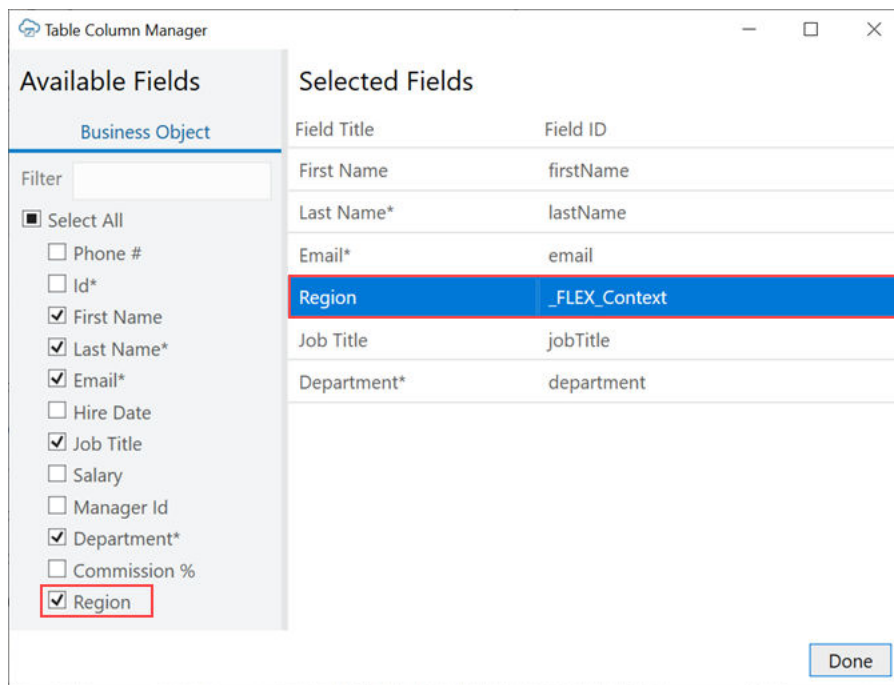 Table Column Manager
Available Fields
Business Object
Filter
Select All
Phone #
Id*
First Name
Last Name*
Email*
Hire Date
Job Title
Salary
Manager Id
Department*
Commission %
Region
Selected Fields
Field Title Field ID
First Name firstName
Last Name* lastName
Email* email
Region _FLEX_Context
Job Title jobTitle
Department* department
Done